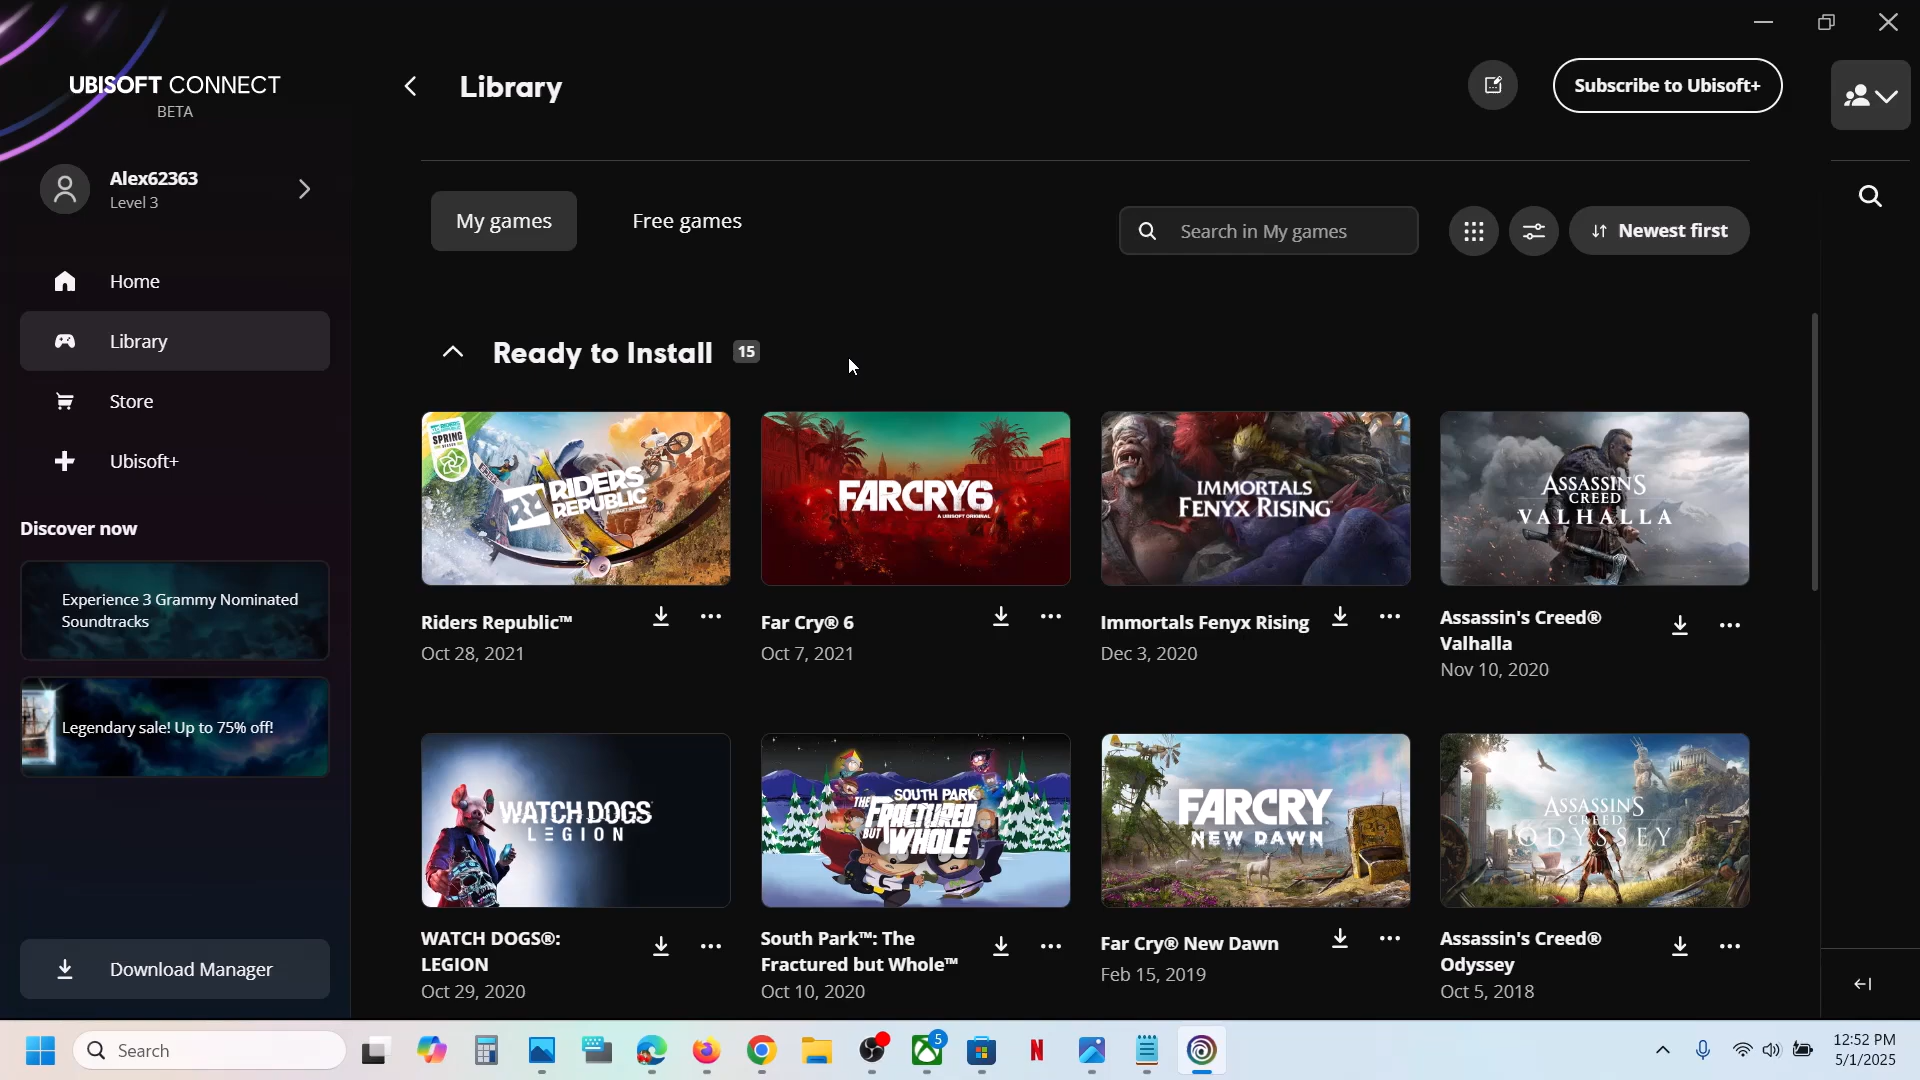 UBISOFT CONNECT
BETA
Library
Subscribe to Ubisoft+
Alex62363
Level 3
My games
Free games
Search in My games
Newest first
Home
Library
Store
Ubisoft+
Ready to Install 15
SPRING
RIDERS
REPUBLIC
FARCRY6
A UBISOFT ORIGINAL
IMMORTALS
FENYX RISING
ASSASSIN'S
CREED
VALHALLA
Riders Republic™
Oct 28, 2021
Far Cry® 6
Oct 7, 2021
Immortals Fenyx Rising
Dec 3, 2020
Assassin's Creed®
Valhalla
Nov 10, 2020
Discover now
Experience 3 Grammy Nominated
Soundtracks
Legendary sale! Up to 75% off!
WATCH DOGS
LEGION
SOUTH PARK
THE FRACTURED
BUT WHOLE
FARCRY
NEW DAWN
ASSASSIN'S
CREED
ODYSSEY
WATCH DOGS®:
LEGION
Oct 29, 2020
South Park™: The
Fractured but Whole™
Oct 10, 2020
Far Cry® New Dawn
Feb 15, 2019
Assassin's Creed®
Odyssey
Oct 5, 2018
Download Manager
Search
5
N
12:52 PM
5/1/2025